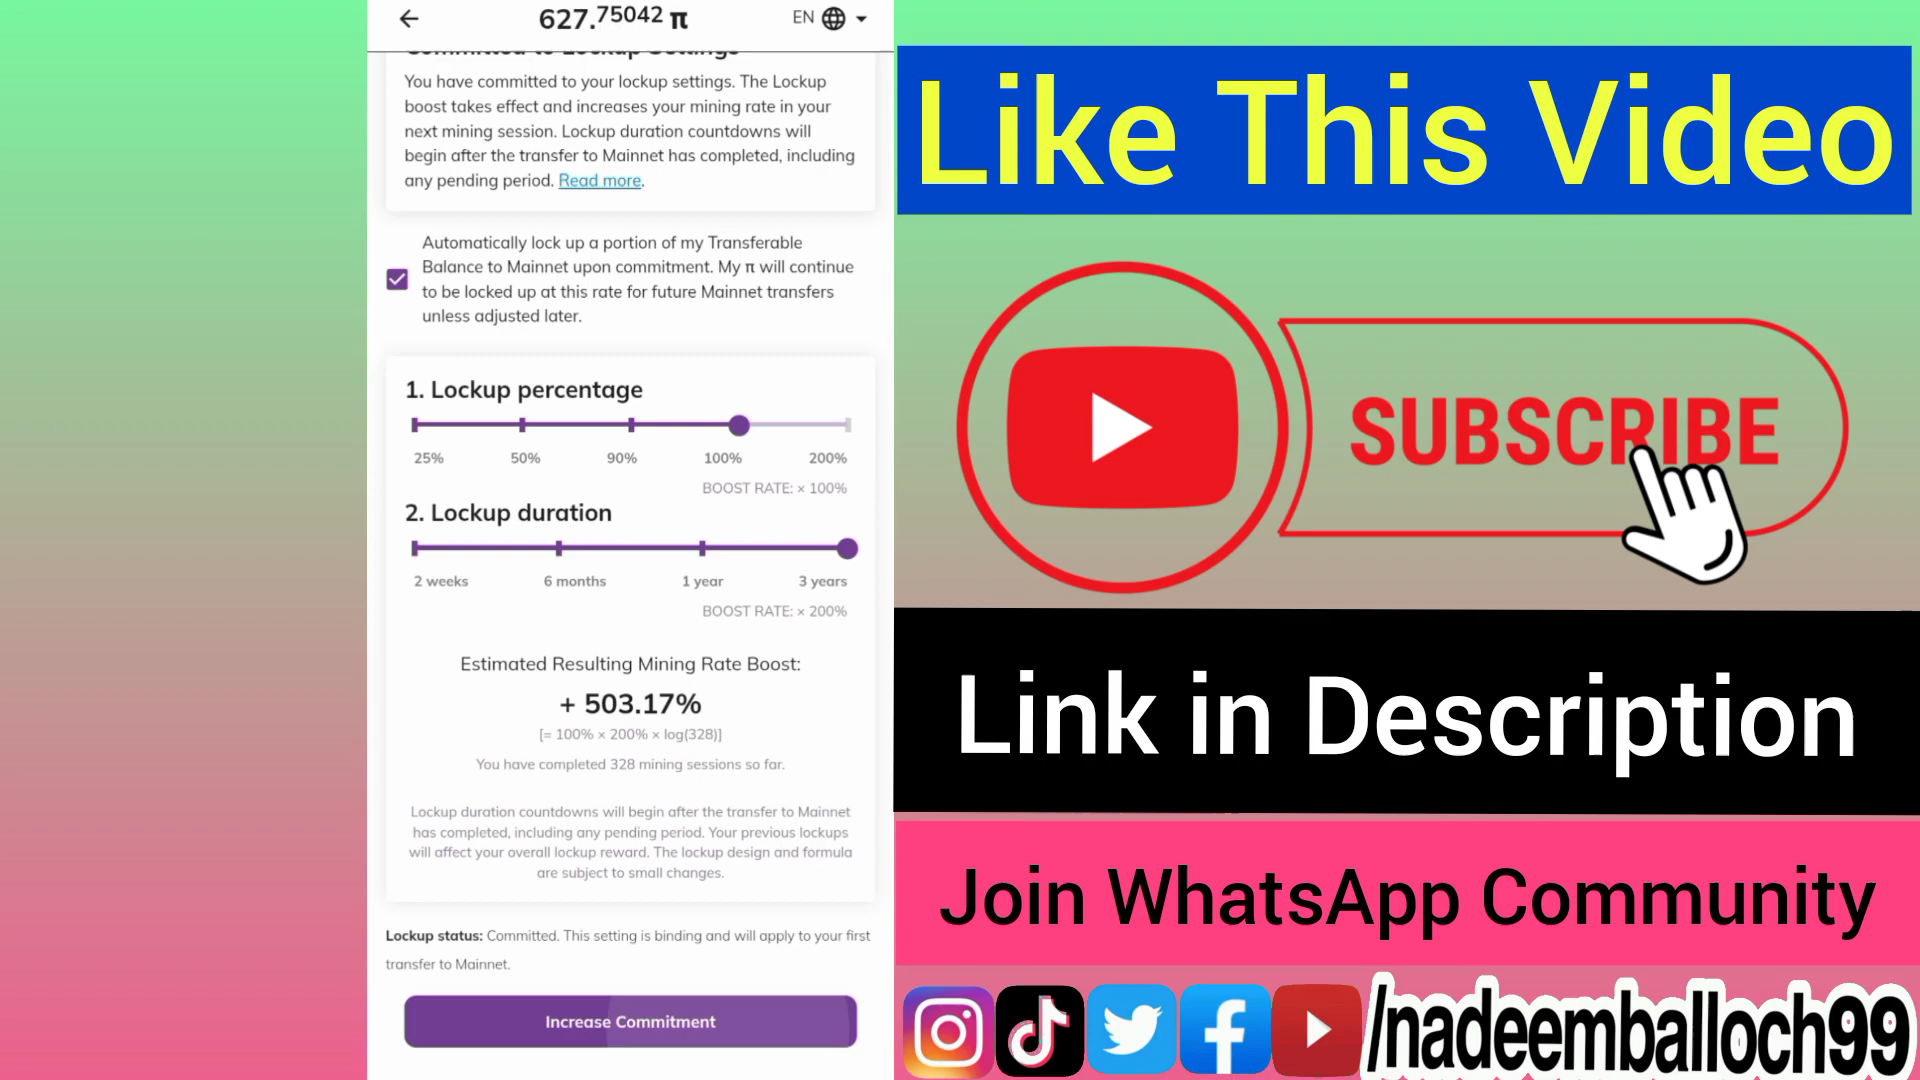 627.75042 π
EN
Committed to Lockup Settings
You have committed to your lockup settings. The Lockup
boost takes effect and increases your mining rate in your
next mining session. Lockup duration countdowns will
begin after the transfer to Mainnet has completed, including
any pending period. Read more.
Automatically lock up a portion of my Transferable
Balance to Mainnet upon commitment. My π will continue
to be locked up at this rate for future Mainnet transfers
unless adjusted later.
1. Lockup percentage
25% 50% 90% 100% 200%
BOOST RATE: × 100%
2. Lockup duration
2 weeks 6 months 1 year 3 years
BOOST RATE: × 200%
Estimated Resulting Mining Rate Boost:
+ 503.17%
[= 100% × 200% × log(328)]
You have completed 328 mining sessions so far.
Lockup duration countdowns will begin after the transfer to Mainnet
has completed, including any pending period. Your previous lockups
will affect your overall lockup reward. The lockup design and formula
are subject to small changes.
Lockup status: Committed. This setting is binding and will apply to your first
transfer to Mainnet.
Increase Commitment
Like This Video
SUBSCRIBE
Link in Description
Join WhatsApp Community
/nadeemballoch99